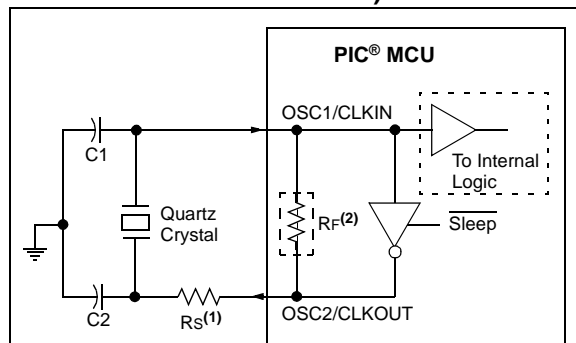 PIC® MCU
OSC1/CLKIN
C1
To Internal
Logic
Quartz
Crystal
RF(2)
Sleep
C2
RS(1)
OSC2/CLKOUT